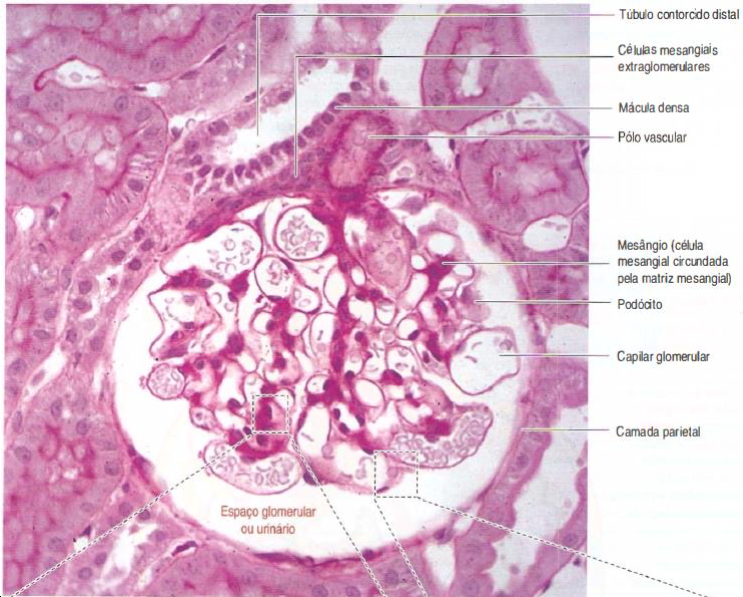 Túbulo contorcido distal
Células mesangiais
extraglomerulares
Mácula densa
Pólo vascular
Mesângio (célula
mesangial circundada
pela matriz mesangial)
Podócito
Capilar glomerular
Camada parietal
Espaço glomerular
ou urinário